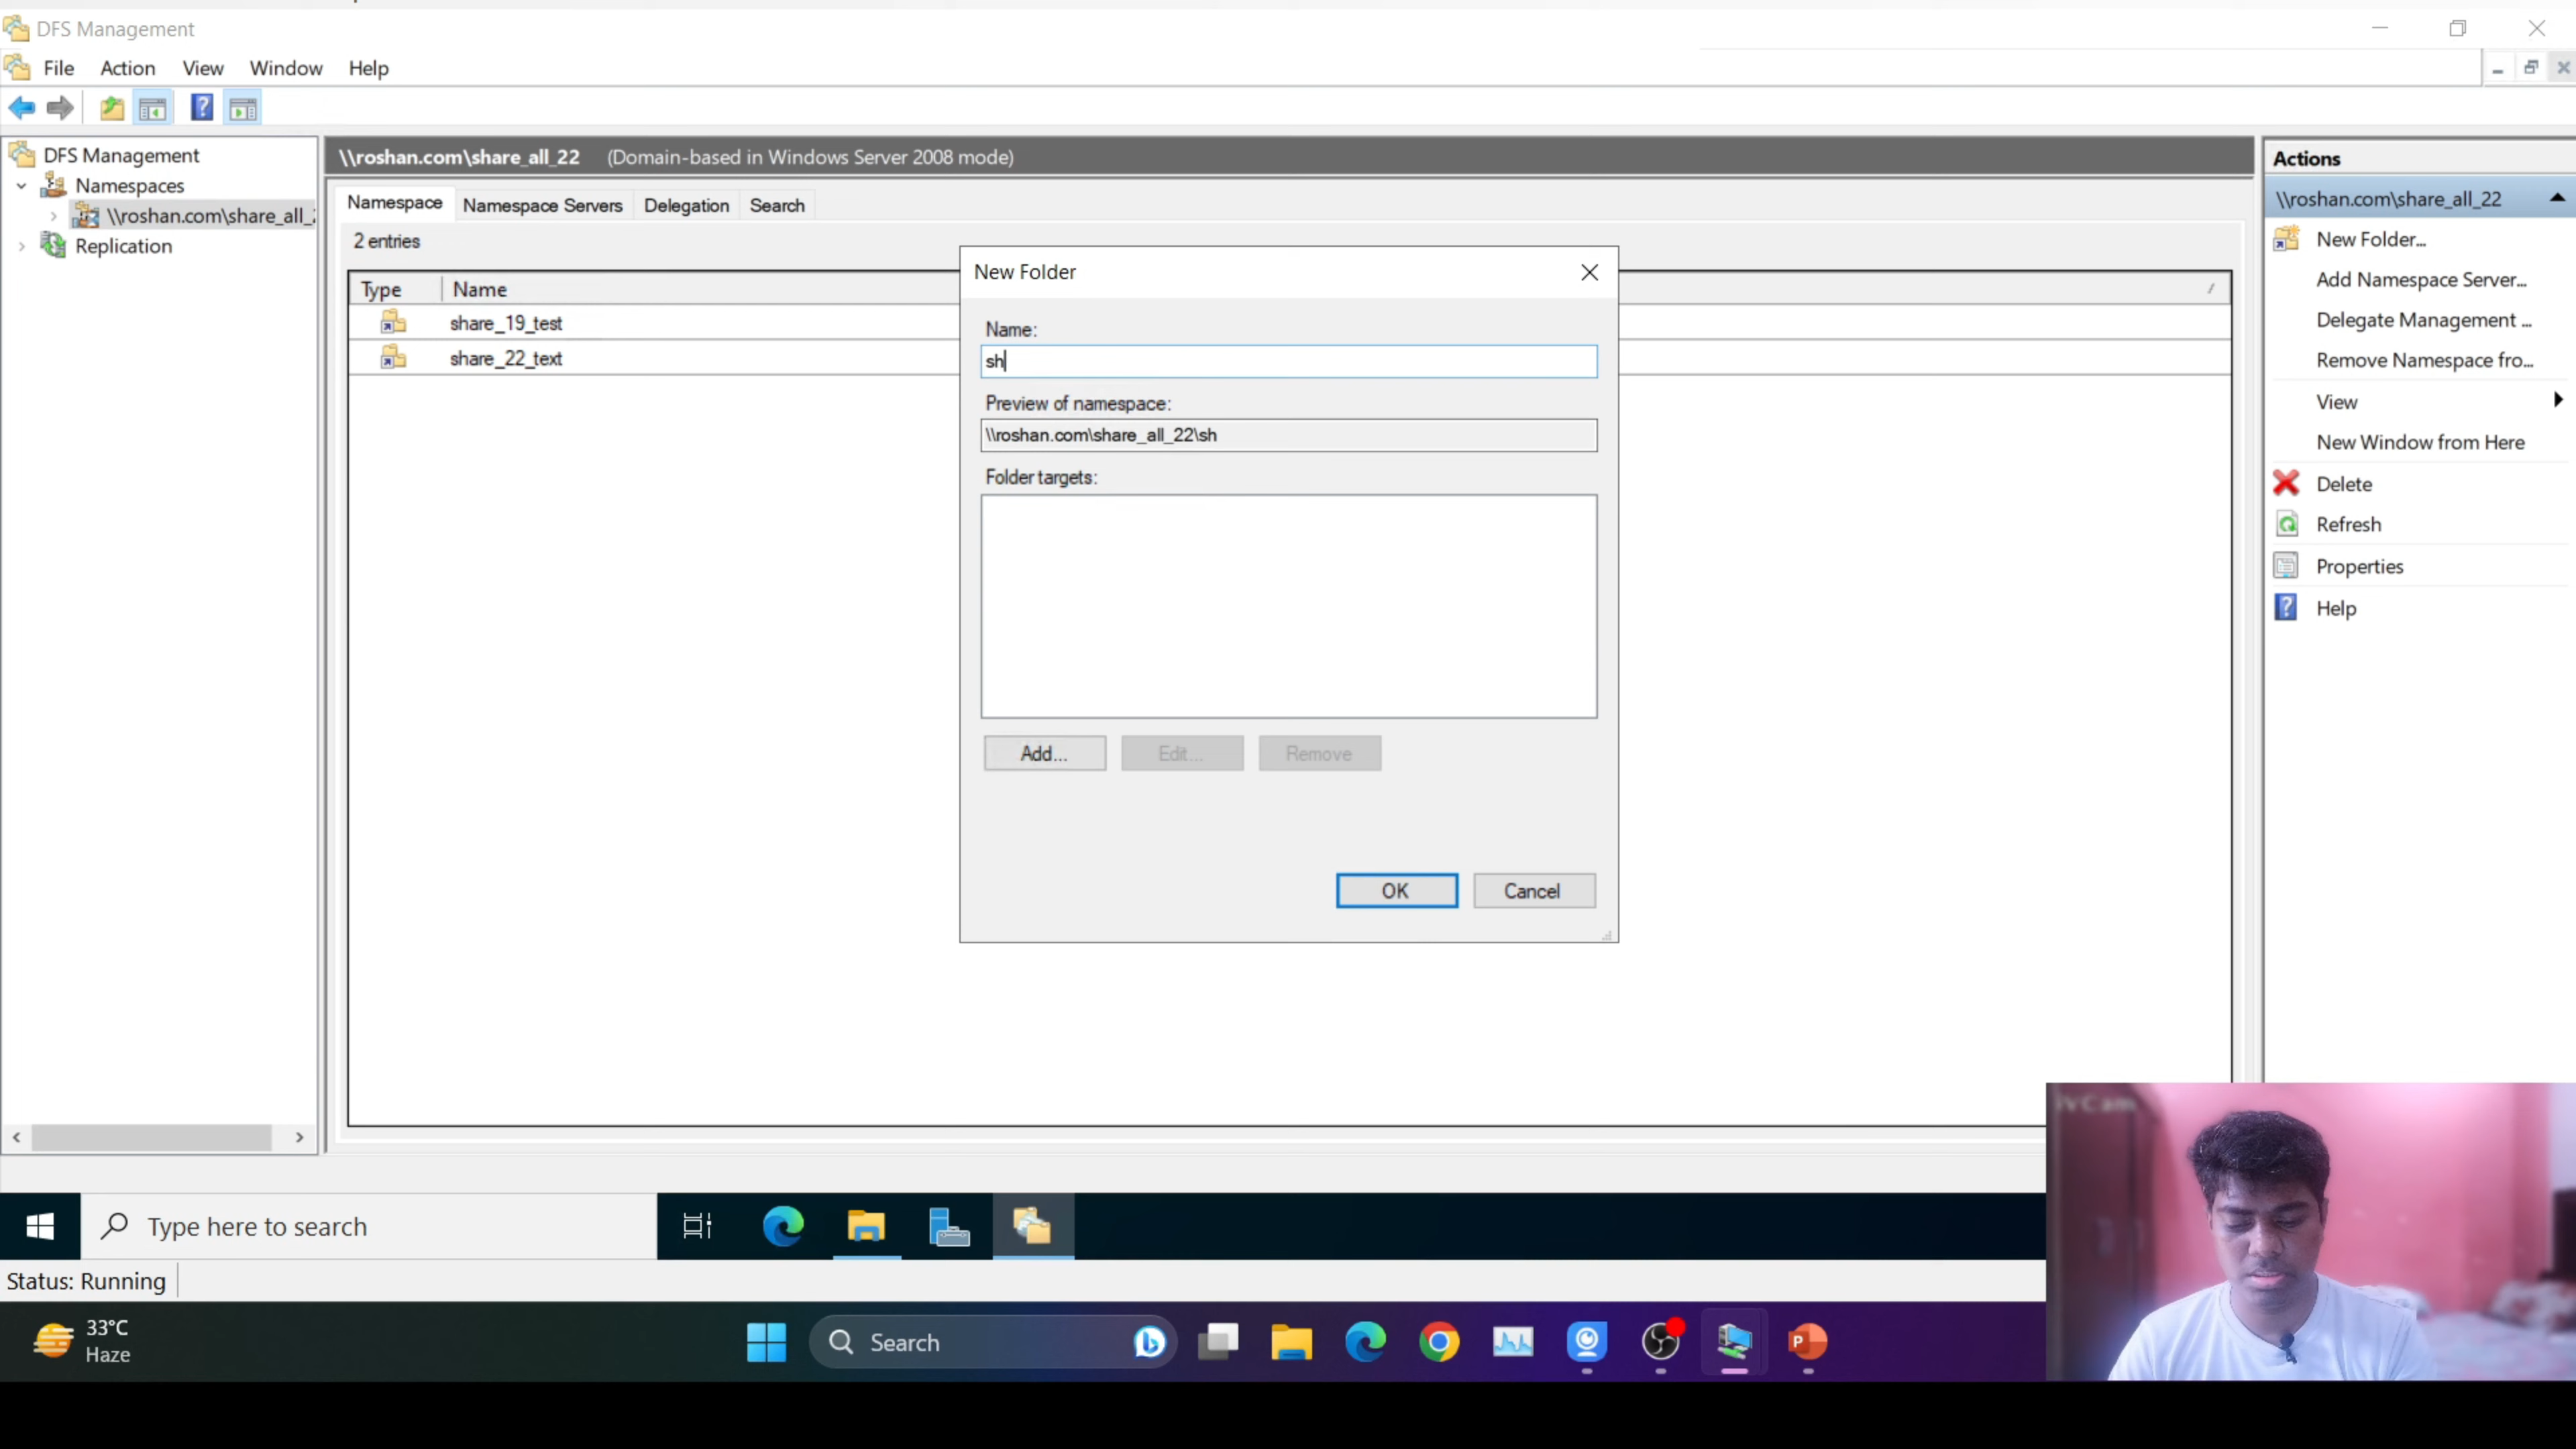 DFS Management
File Action View Window Help
DFS Management
Namespaces
\\roshan.com\share_all_2
Replication
\\roshan.com\share_all_22 (Domain-based in Windows Server 2008 mode)
Namespace Namespace Servers Delegation Search
2 entries
Type Name
share_19_test
share_22_text
New Folder
Name:
sh
Preview of namespace:
\\roshan.com\share_all_22\sh
Folder targets:
Add... Edit... Remove
OK Cancel
Actions
\\roshan.com\share_all_22
New Folder...
Add Namespace Server...
Delegate Management ...
Remove Namespace fro...
View
New Window from Here
Delete
Refresh
Properties
Help
iVCam
Type here to search
Status: Running
33°C
Haze
Search